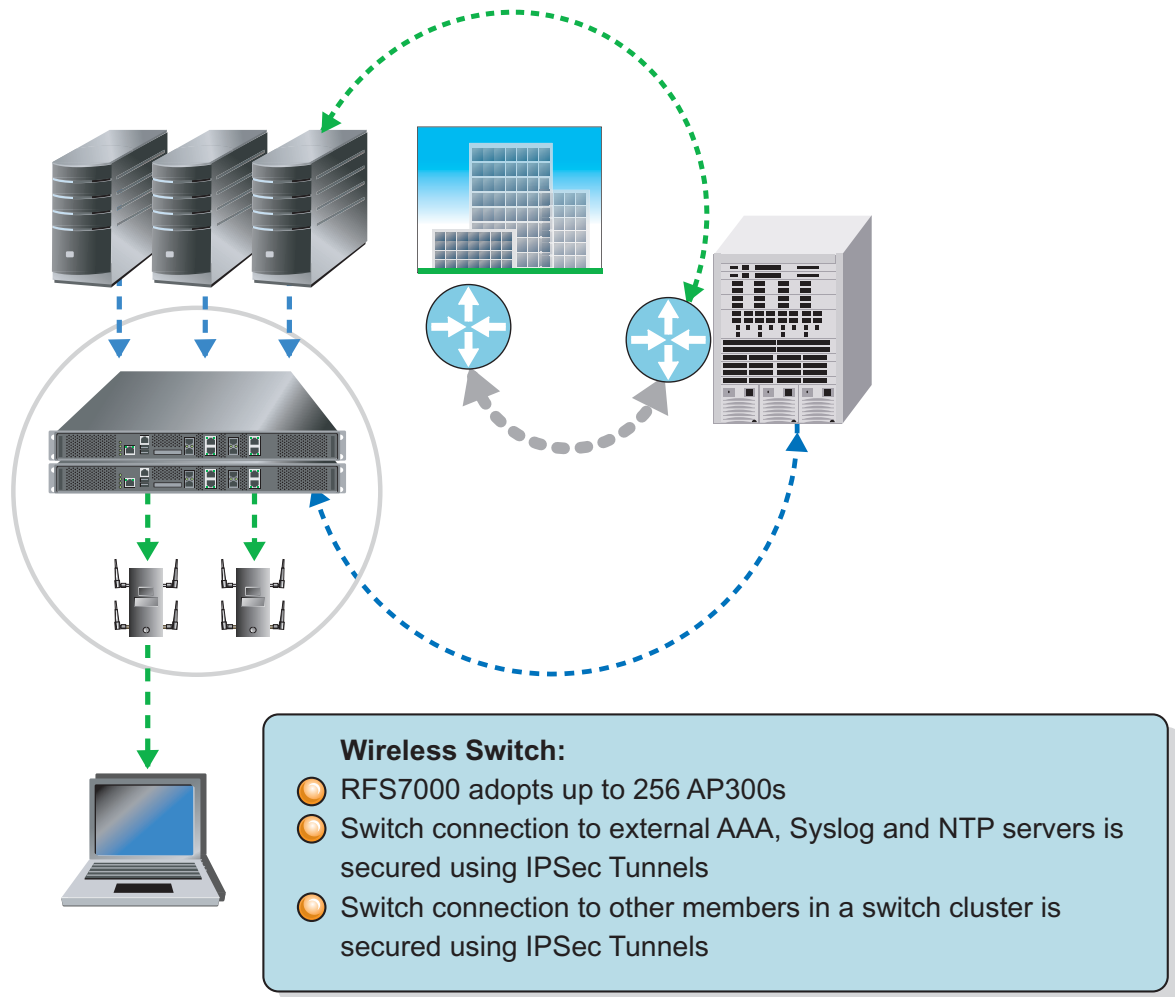 Wireless Switch:
RFS7000 adopts up to 256 AP300s
Switch connection to external AAA, Syslog and NTP servers is
secured using IPSec Tunnels
Switch connection to other members in a switch cluster is
secured using IPSec Tunnels